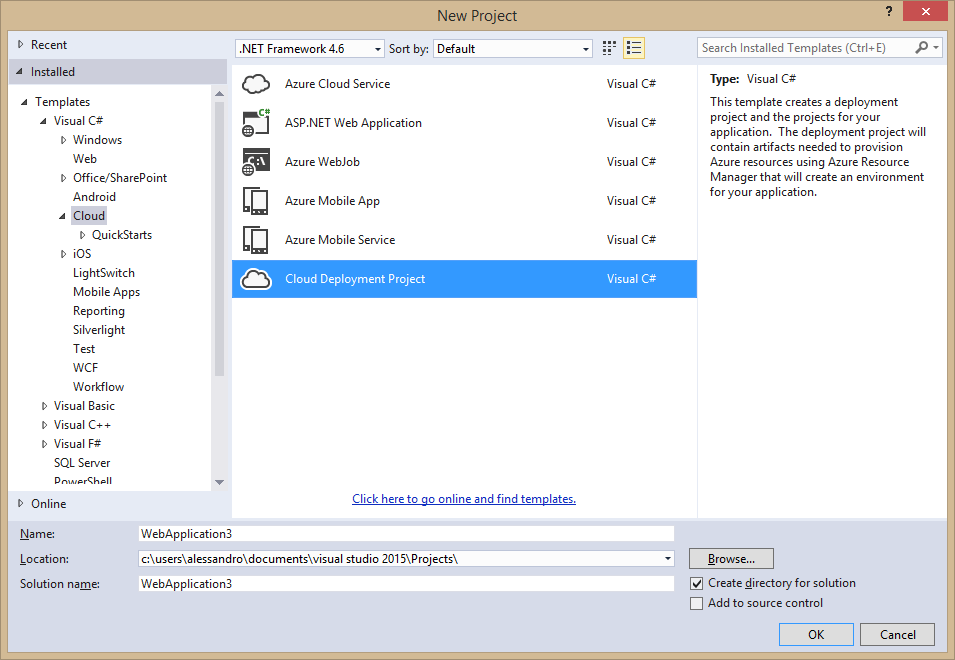 New Project
?
Recent
Installed
Templates
Visual C#
Windows
Web
Office/SharePoint
Android
Cloud
QuickStarts
iOS
LightSwitch
Mobile Apps
Reporting
Silverlight
Test
WCF
Workflow
Visual Basic
Visual C++
Visual F#
SQL Server
PowerShell
Online
.NET Framework 4.6 Sort by: Default
Azure Cloud Service Visual C#
C#
ASP.NET Web Application Visual C#
C:\
Azure WebJob Visual C#
Azure Mobile App Visual C#
Azure Mobile Service Visual C#
Cloud Deployment Project Visual C#
Click here to go online and find templates.
Search Installed Templates (Ctrl+E)
Type: Visual C#
This template creates a deployment
project and the projects for your
application. The deployment project will
contain artifacts needed to provision
Azure resources using Azure Resource
Manager that will create an environment
for your application.
Name: WebApplication3
Location: c:\users\alessandro\documents\visual studio 2015\Projects\
Browse...
Solution name: WebApplication3
Create directory for solution
Add to source control
OK Cancel